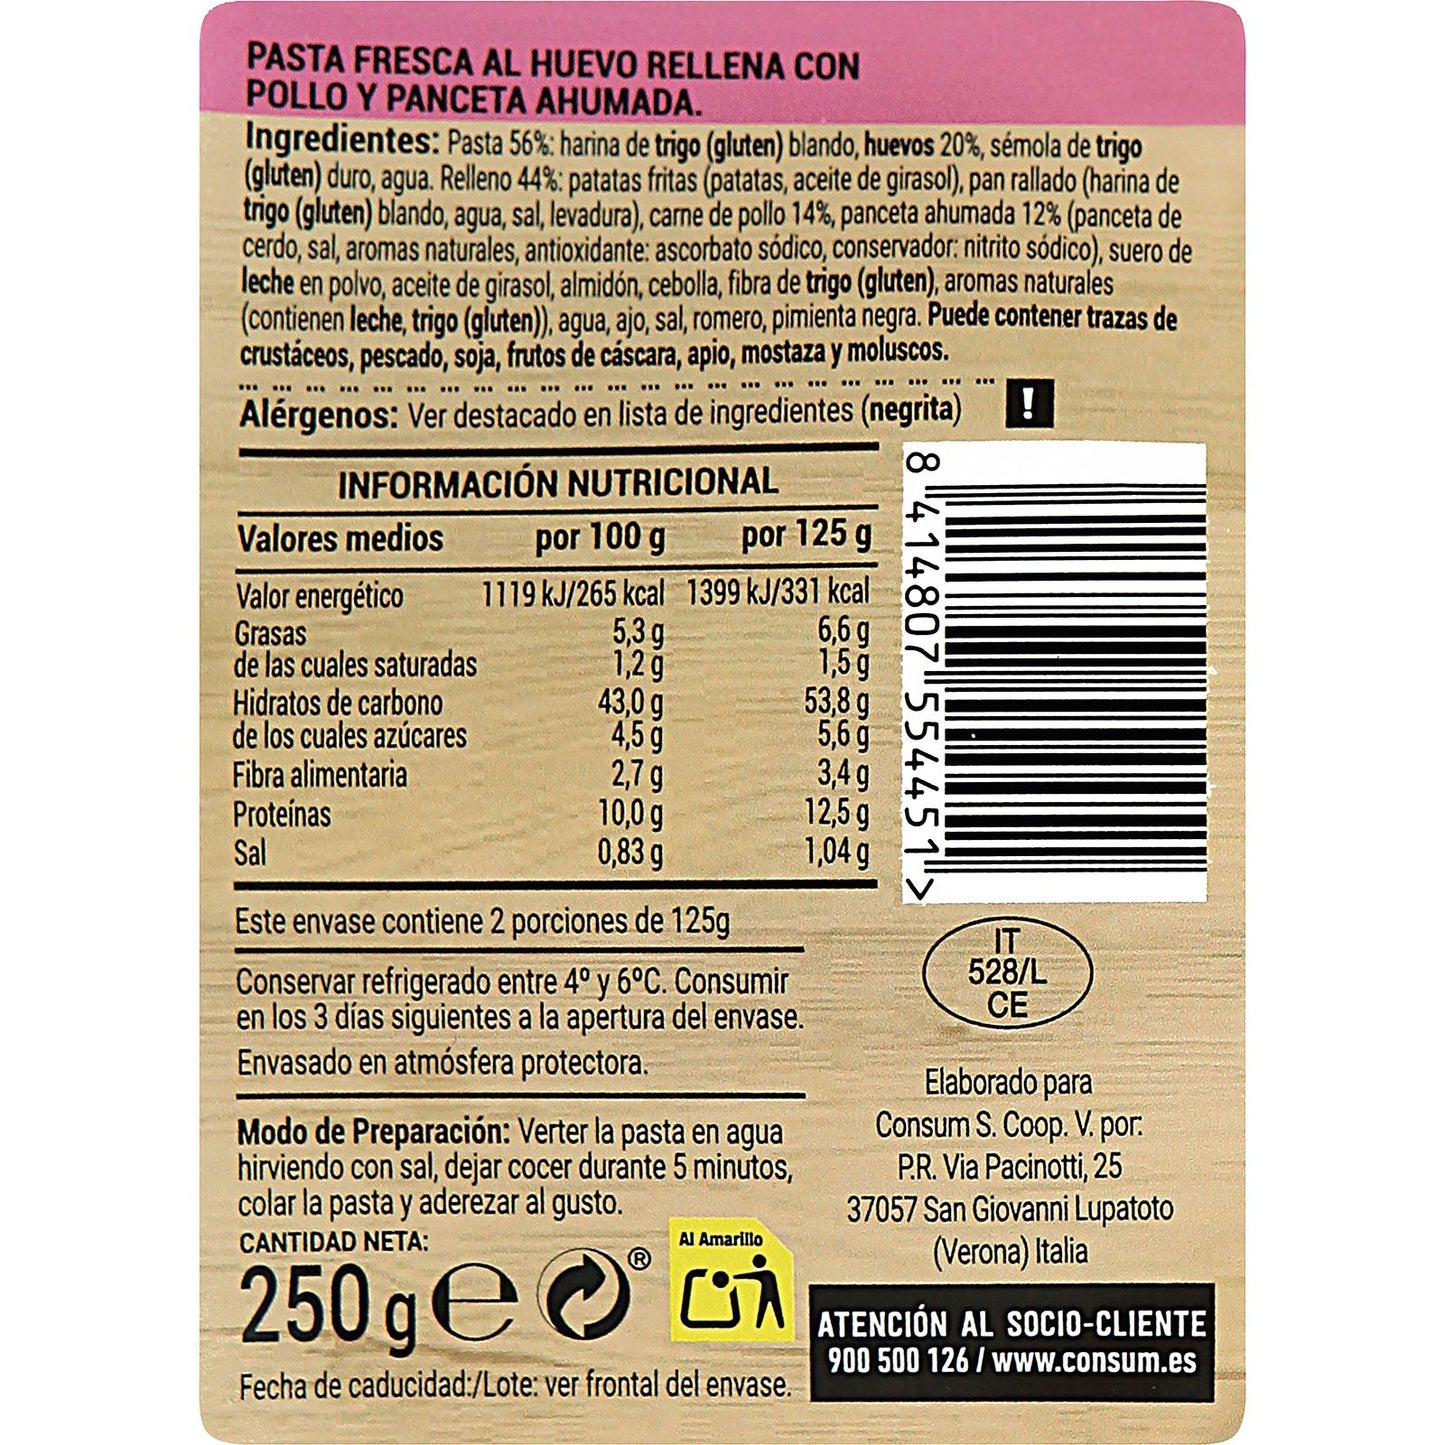 PASTA FRESCA AL HUEVO RELLENA CON
POLLO Y PANCETA AHUMADA.
Ingredientes: Pasta 56%: harina de trigo (gluten) blando, huevos 20%, sémola de trigo
(gluten) duro, agua. Relleno 44%: patatas fritas (patatas, aceite de girasol), pan rallado (harina de
trigo (gluten) blando, agua, sal, levadura), carne de pollo 14%, panceta ahumada 12% (panceta de
cerdo, sal, aromas naturales, antioxidante: ascorbato sódico, conservador: nitrito sódico), suero de
leche en polvo, aceite de girasol, almidón, cebolla, fibra de trigo (gluten), aromas naturales
(contienen leche, trigo (gluten)), agua, ajo, sal, romero, pimienta negra. Puede contener trazas de
crustáceos, pescado, soja, frutos de cáscara, apio, mostaza y moluscos.
Alérgenos: Ver destacado en lista de ingredientes (negrita) !
INFORMACIÓN NUTRICIONAL
Valores medios por 100 g por 125 g
Valor energético 1119 kJ/265 kcal 1399 kJ/331 kcal
Grasas 5,3 g 6,6 g
de las cuales saturadas 1,2 g 1,5 g
Hidratos de carbono 43,0 g 53,8 g
de los cuales azúcares 4,5 g 5,6 g
Fibra alimentaria 2,7 g 3,4 g
Proteínas 10,0 g 12,5 g
Sal 0,83 g 1,04 g
8 414807 554451 >
Este envase contiene 2 porciones de 125g
Conservar refrigerado entre 4º y 6ºC. Consumir
en los 3 días siguientes a la apertura del envase.
Envasado en atmósfera protectora.
Modo de Preparación: Verter la pasta en agua
hirviendo con sal, dejar cocer durante 5 minutos,
colar la pasta y aderezar al gusto.
CANTIDAD NETA:
250 g e ®
Al Amarillo
Fecha de caducidad:/Lote: ver frontal del envase.
IT
528/L
CE
Elaborado para
Consum S. Coop. V. por:
P.R. Via Pacinotti, 25
37057 San Giovanni Lupatoto
(Verona) Italia
ATENCIÓN AL SOCIO-CLIENTE
900 500 126 / www.consum.es